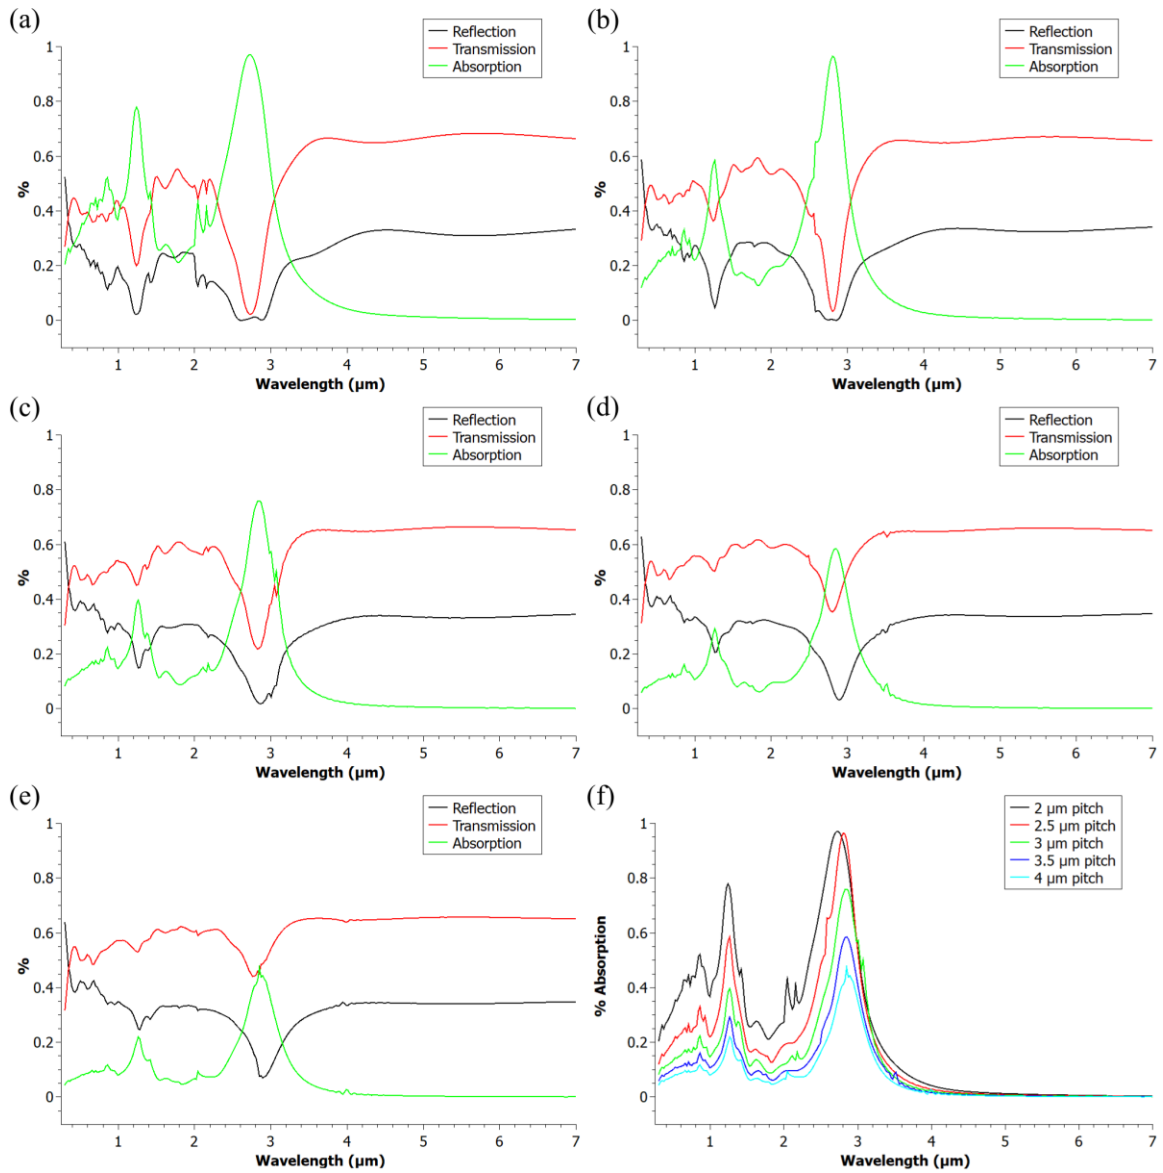 (a)
Reflection
Transmission
Absorption
1
0.8
0.6
0.4
0.2
0
%
1 2 3 4 5 6 7
Wavelength (µm)
(b)
Reflection
Transmission
Absorption
1
0.8
0.6
0.4
0.2
0
%
1 2 3 4 5 6 7
Wavelength (µm)
(c)
Reflection
Transmission
Absorption
1
0.8
0.6
0.4
0.2
0
%
1 2 3 4 5 6 7
Wavelength (µm)
(d)
Reflection
Transmission
Absorption
1
0.8
0.6
0.4
0.2
0
%
1 2 3 4 5 6 7
Wavelength (µm)
(e)
Reflection
Transmission
Absorption
1
0.8
0.6
0.4
0.2
0
%
1 2 3 4 5 6 7
Wavelength (µm)
(f)
2 µm pitch
2.5 µm pitch
3 µm pitch
3.5 µm pitch
4 µm pitch
1
0.8
0.6
0.4
0.2
0
% Absorption
1 2 3 4 5 6 7
Wavelength (µm)